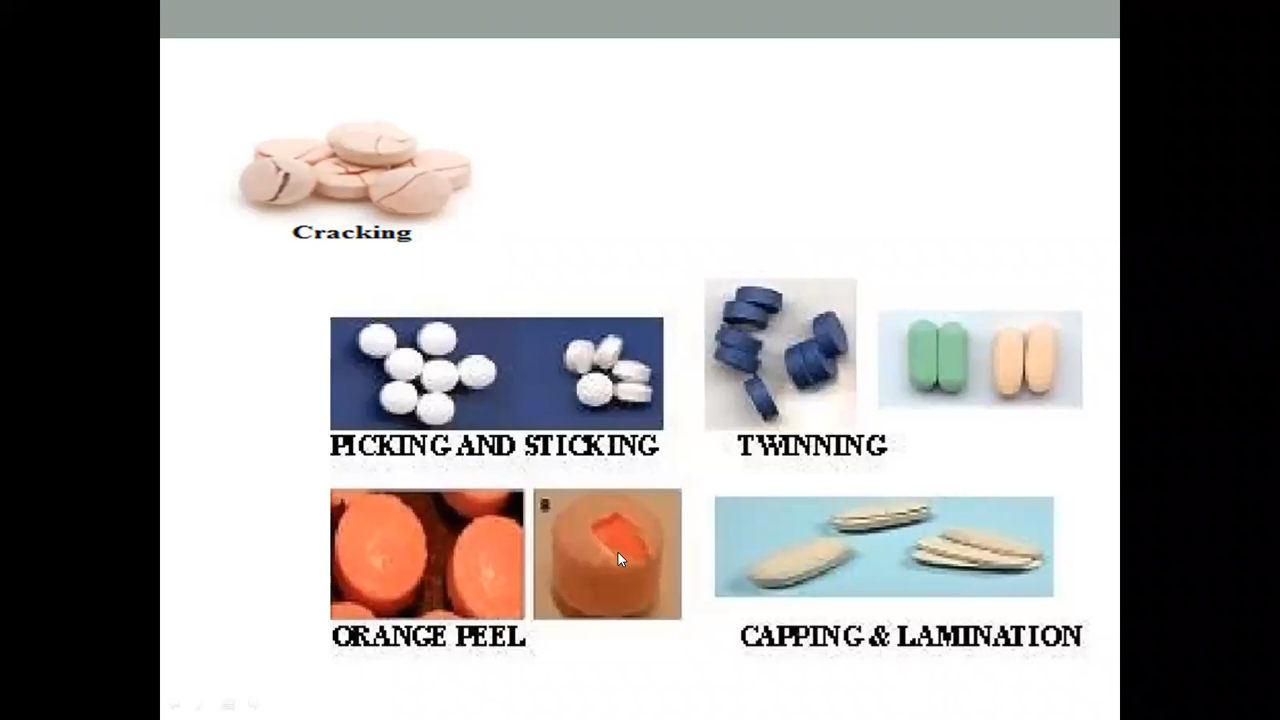 Cracking
PICKING AND STICKING
TWINNING
ORANGE PEEL
CAPPING & LAMINATION